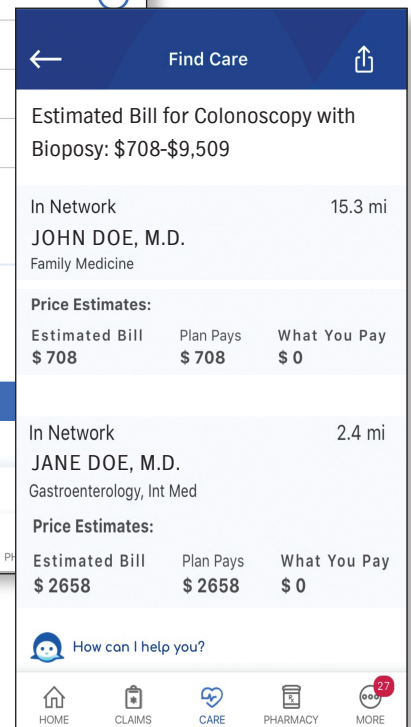 Find Care
Estimated Bill for Colonoscopy with
Bioposy: $708-$9,509
In Network 15.3 mi
JOHN DOE, M.D.
Family Medicine
Price Estimates:
Estimated Bill Plan Pays What You Pay
$ 708 $ 708 $ 0
In Network 2.4 mi
JANE DOE, M.D.
Gastroenterology, Int Med
Price Estimates:
Estimated Bill Plan Pays What You Pay
$ 2658 $ 2658 $ 0
PH
How can I help you?
27
HOME CLAIMS CARE PHARMACY MORE